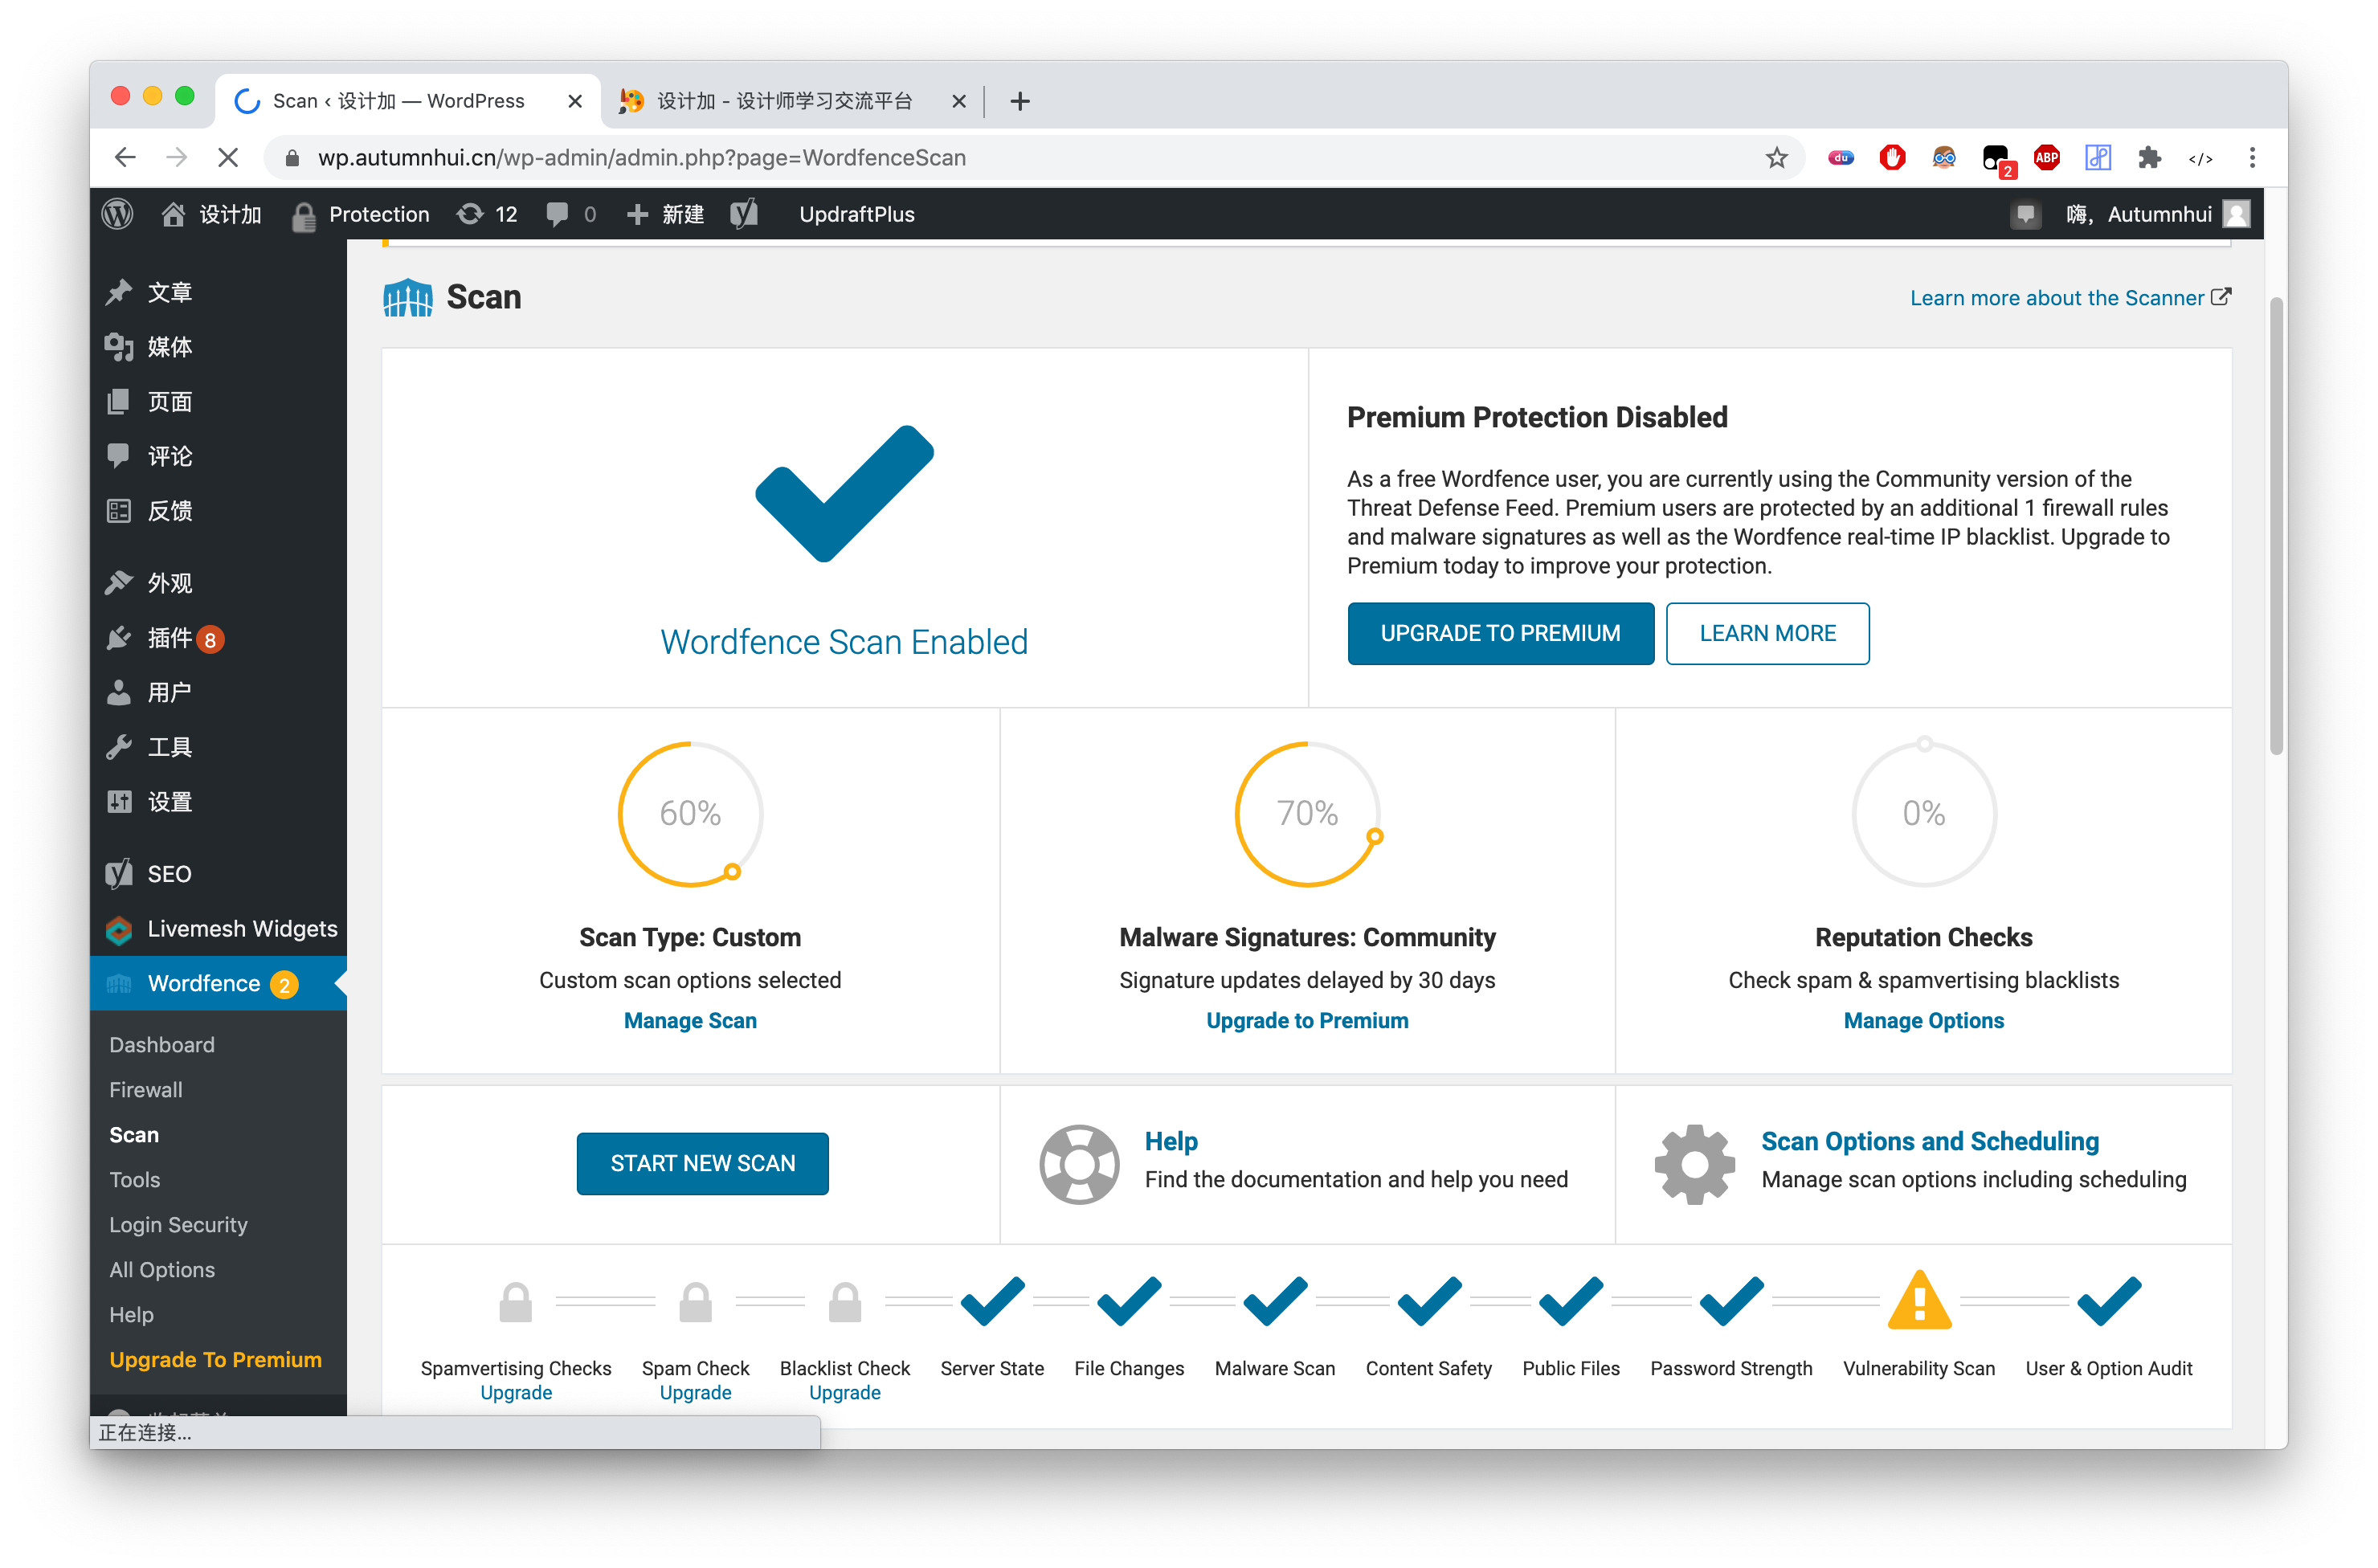 Scan ‹ 设计加 — WordPress
设计加 - 设计师学习交流平台
wp.autumnhui.cn/wp-admin/admin.php?page=WordfenceScan
du
2
ABP
</>
设计加
Protection
12
0
新建
UpdraftPlus
嗨，Autumnhui
文章
媒体
页面
评论
反馈
外观
插件 8
用户
工具
设置
SEO
Livemesh Widgets
Wordfence 2
Dashboard
Firewall
Scan
Tools
Login Security
All Options
Help
Upgrade To Premium
正在连接...
Scan
Learn more about the Scanner
Wordfence Scan Enabled
Premium Protection Disabled
As a free Wordfence user, you are currently using the Community version of the
Threat Defense Feed. Premium users are protected by an additional 1 firewall rules
and malware signatures as well as the Wordfence real-time IP blacklist. Upgrade to
Premium today to improve your protection.
UPGRADE TO PREMIUM
LEARN MORE
60%
Scan Type: Custom
Custom scan options selected
Manage Scan
70%
Malware Signatures: Community
Signature updates delayed by 30 days
Upgrade to Premium
0%
Reputation Checks
Check spam & spamvertising blacklists
Manage Options
START NEW SCAN
Help
Find the documentation and help you need
Scan Options and Scheduling
Manage scan options including scheduling
Spamvertising Checks
Upgrade
Spam Check
Upgrade
Blacklist Check
Upgrade
Server State
File Changes
Malware Scan
Content Safety
Public Files
Password Strength
Vulnerability Scan
User & Option Audit